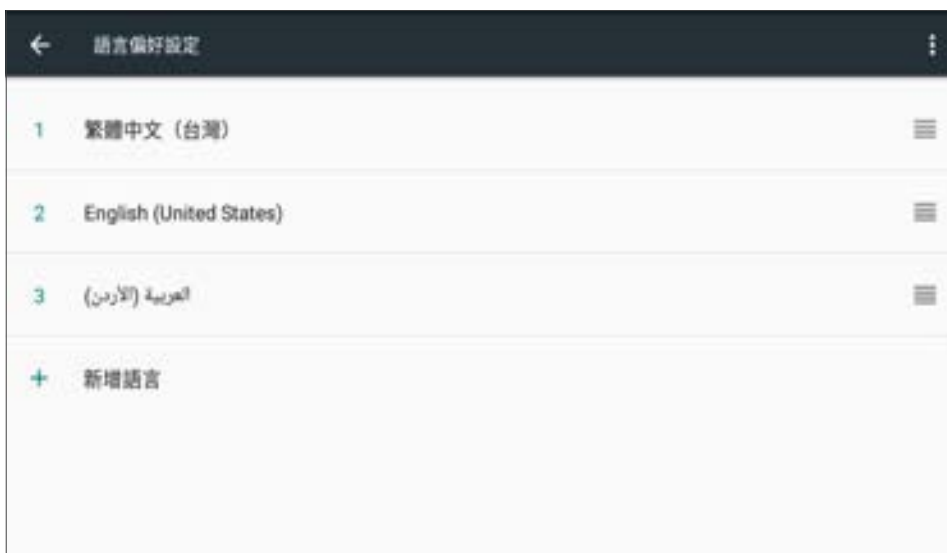 語言偏好設定
1 繁體中文（台灣）
2 English (United States)
3 العربية (الأردن)
+ 新增語言